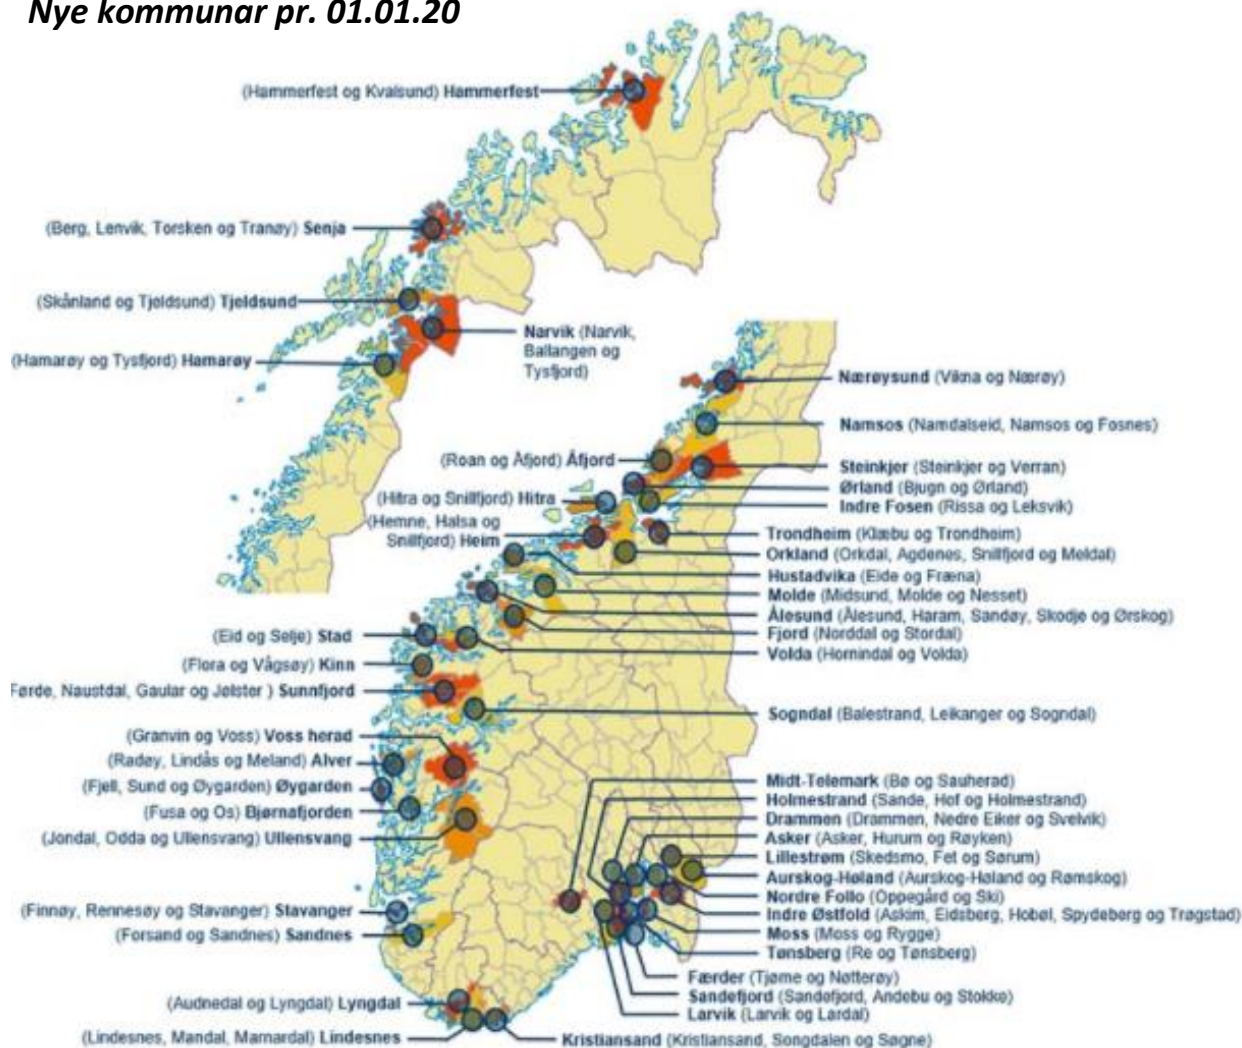 Nye kommunar pr. 01.01.20
(Hammerfest og Kvalsund) Hammerfest
(Berg, Lenvik, Torsken og Tranøy) Senja
(Skånland og Tjeldsund) Tjeldsund
Narvik (Narvik,
Ballangen og
Tysfjord)
(Hamarøy og Tysfjord) Hamarøy
Nærøysund (Vikna og Nærøy)
Namsos (Namdalseid, Namsos og Fosnes)
(Roan og Åfjord) Åfjord
Steinkjer (Steinkjer og Verran)
Ørland (Bjugn og Ørland)
(Hitra og Snillfjord) Hitra
Indre Fosen (Rissa og Leksvik)
(Hemne, Halsa og
Snillfjord) Heim
Trondheim (Klæbu og Trondheim)
Orkland (Orkdal, Agdenes, Snillfjord og Meldal)
Hustadvika (Eide og Fræna)
Molde (Midsund, Molde og Nesset)
Ålesund (Ålesund, Haram, Sandøy, Skodje og Ørskog)
Fjord (Norddal og Stordal)
Volda (Hornindal og Volda)
(Eid og Selje) Stad
(Flora og Vågsøy) Kinn
Førde, Naustdal, Gaular og Jølster ) Sunnfjord
Sogndal (Balestrand, Leikanger og Sogndal)
(Granvin og Voss) Voss herad
(Radøy, Lindås og Meland) Alver
(Fjell, Sund og Øygarden) Øygarden
(Fusa og Os) Bjørnafjorden
(Jondal, Odda og Ullensvang) Ullensvang
Midt-Telemark (Bø og Sauherad)
Holmestrand (Sande, Hof og Holmestrand)
Drammen (Drammen, Nedre Eiker og Svelvik)
Asker (Asker, Hurum og Røyken)
Lillestrøm (Skedsmo, Fet og Sørum)
Aurskog-Høland (Aurskog-Høland og Rømskog)
Nordre Follo (Oppegård og Ski)
Indre Østfold (Askim, Eidsberg, Hobøl, Spydeberg og Trøgstad)
Moss (Moss og Rygge)
Tønsberg (Re og Tønsberg)
Færder (Tjøme og Nøtterøy)
Sandefjord (Sandefjord, Andebu og Stokke)
Larvik (Larvik og Lardal)
(Finnøy, Rennesøy og Stavanger) Stavanger
(Forsand og Sandnes) Sandnes
(Audnedal og Lyngdal) Lyngdal
(Lindesnes, Mandal, Marnardal) Lindesnes
Kristiansand (Kristiansand, Songdalen og Søgne)